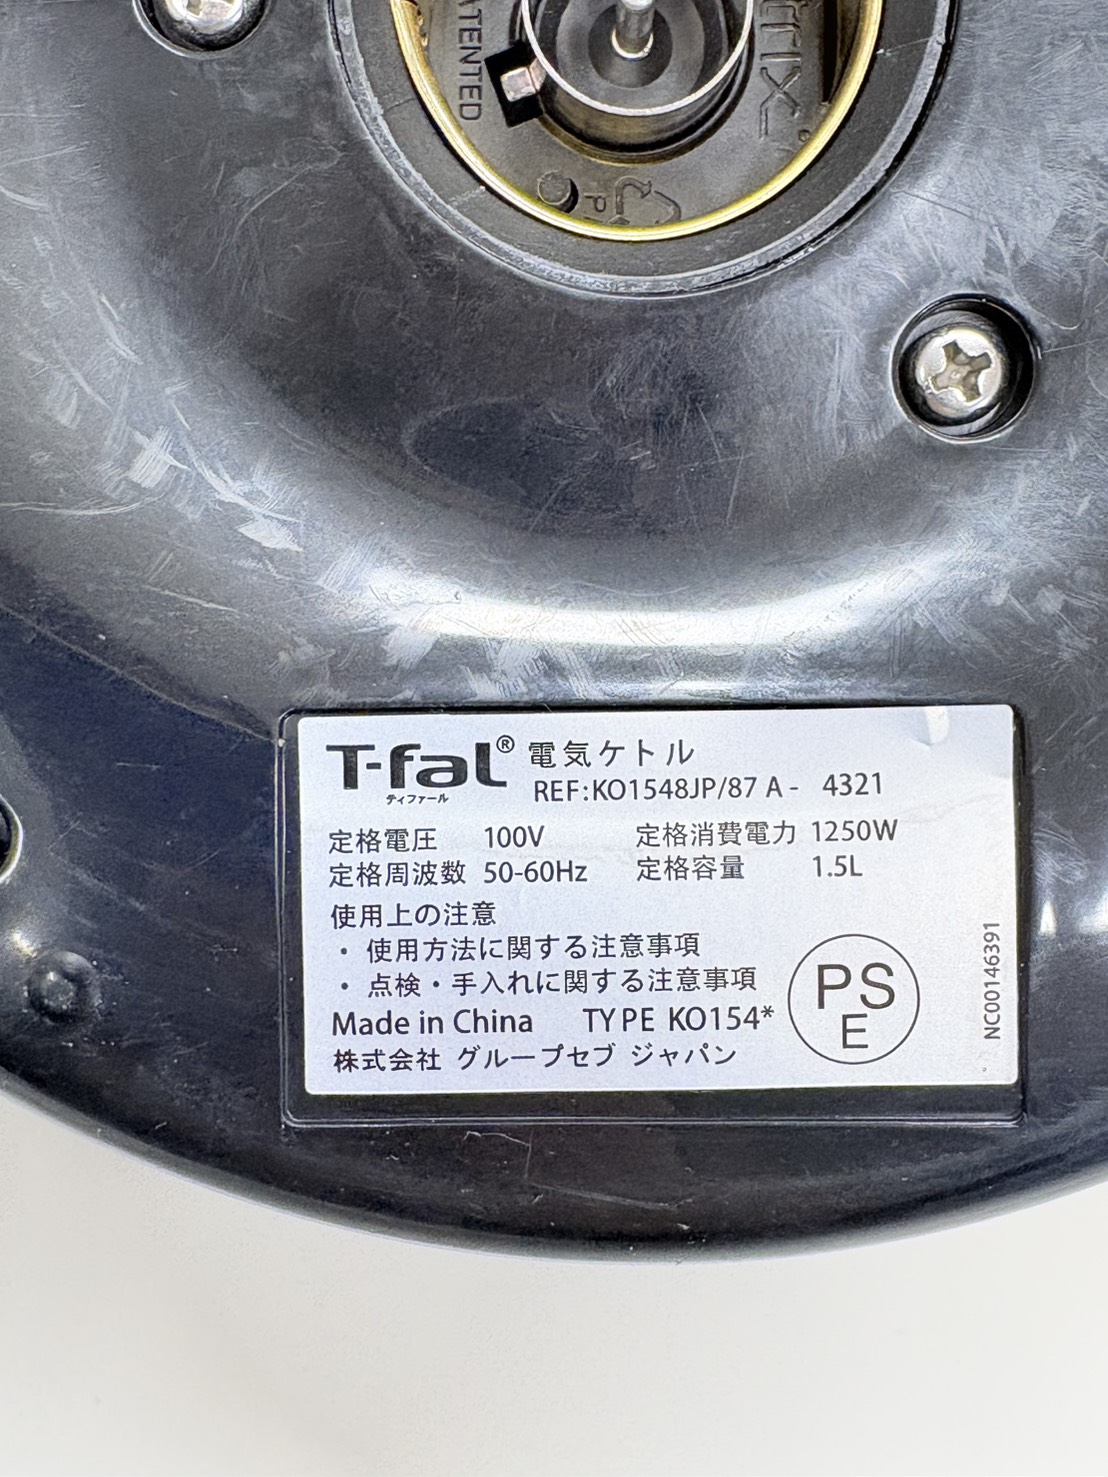 ATENTED
trix
T-fal® 電気ケトル
ティファール
REF:KO1548JP/87 A - 4321
定格電圧 100V 定格消費電力 1250W
定格周波数 50-60Hz 定格容量 1.5L
使用上の注意
・ 使用方法に関する注意事項
・ 点検・手入れに関する注意事項
Made in China TYPE KO154*
株式会社 グループセブ ジャパン
PS
E
NC00146391